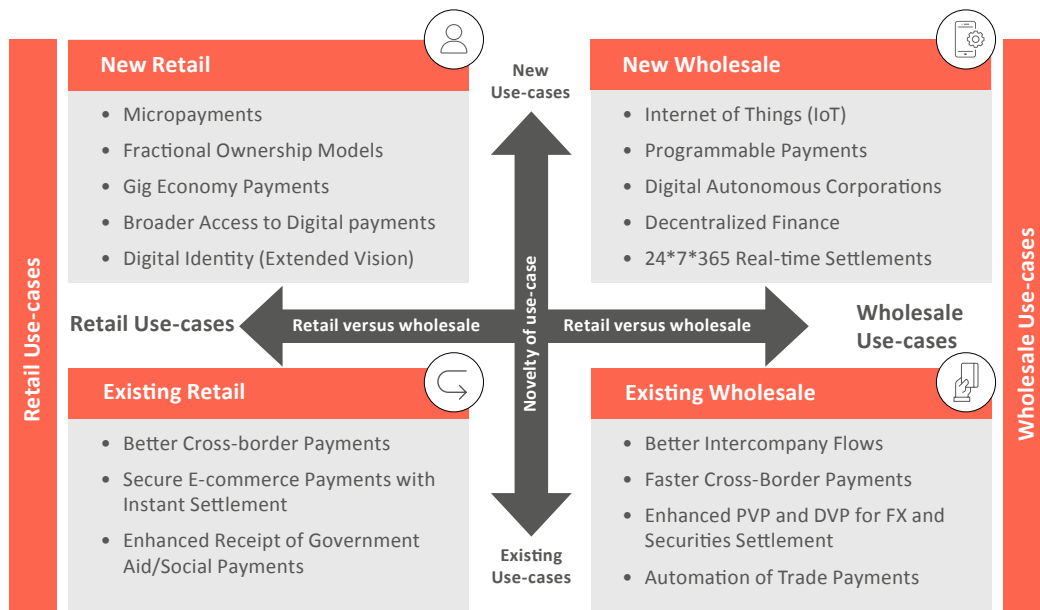 Retail Use-cases
New Retail
• Micropayments
• Fractional Ownership Models
• Gig Economy Payments
• Broader Access to Digital payments
• Digital Identity (Extended Vision)
New
Use-cases
New Wholesale
• Internet of Things (IoT)
• Programmable Payments
• Digital Autonomous Corporations
• Decentralized Finance
• 24*7*365 Real-time Settlements
Wholesale Use-cases
Retail Use-cases
Retail versus wholesale
Novelty of use-case
Retail versus wholesale
Wholesale
Use-cases
Existing Retail
• Better Cross-border Payments
• Secure E-commerce Payments with
Instant Settlement
• Enhanced Receipt of Government
Aid/Social Payments
Existing
Use-cases
Existing Wholesale
• Better Intercompany Flows
• Faster Cross-Border Payments
• Enhanced PVP and DVP for FX and
Securities Settlement
• Automation of Trade Payments